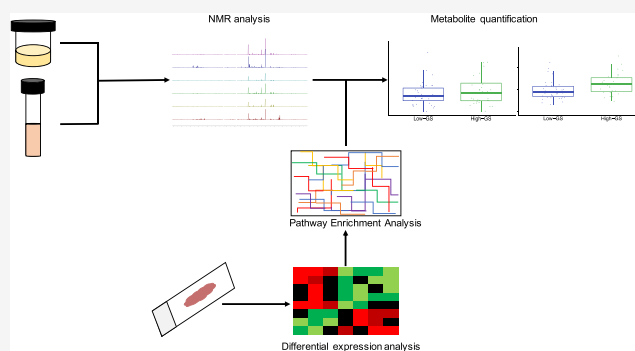 NMR analysis
Metabolite quantification
Low-GS
High-GS
Low-GS
High-GS
Pathway Enrichment Analysis
Differential expression analysis